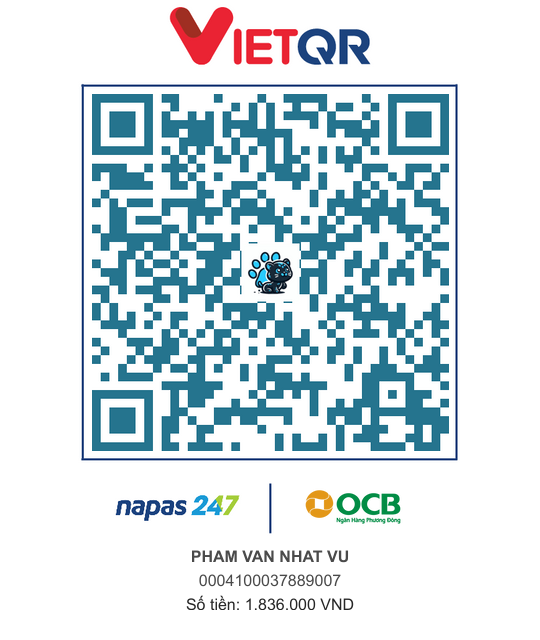 VIETQR
napas 247
OCB
Ngân Hàng Phương Đông
PHAM VAN NHAT VU
0004100037889007
Số tiền: 1.836.000 VND